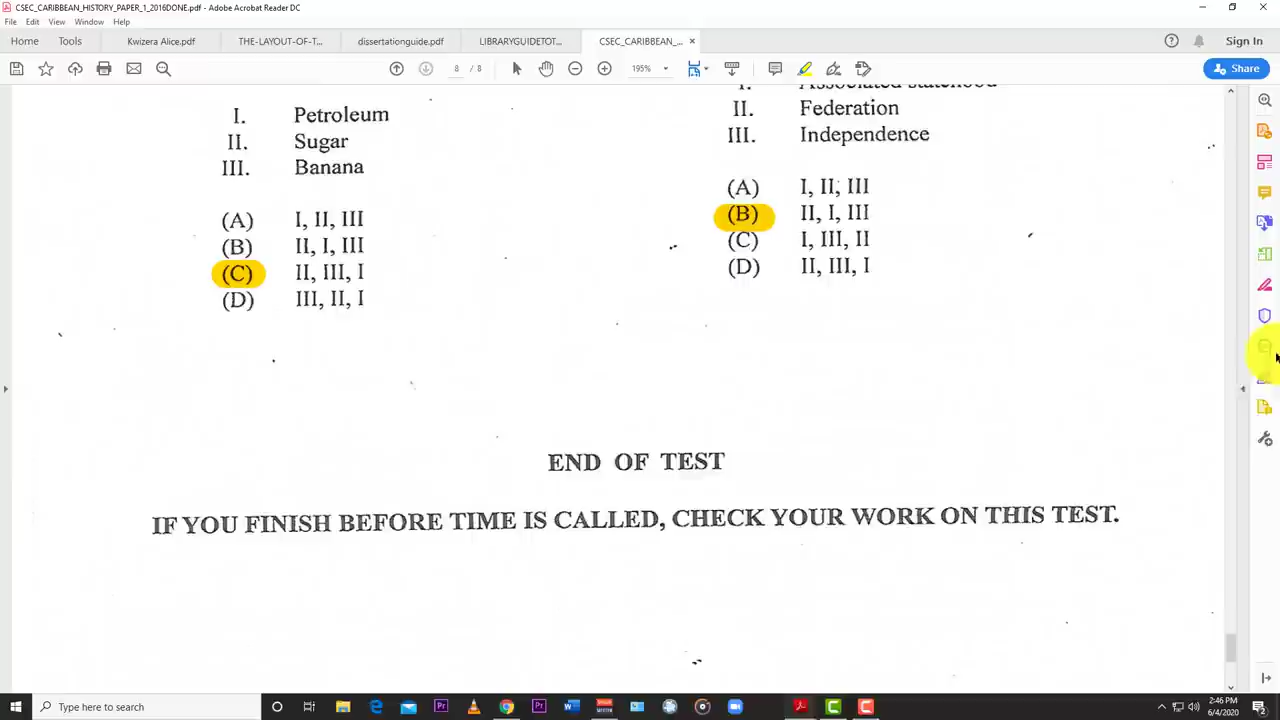 CSEC_CARIBBEAN_HISTORY_PAPER_1_2016DONE.pdf - Adobe Acrobat Reader DC
File Edit View Window Help
Home Tools Kwizera Alice.pdf THE-LAYOUT-OF-T... dissertationguide.pdf LIBRARYGUIDETOT... CSEC_CARIBBEAN_... × Sign In
8 / 8 195% Share
I. Petroleum
II. Sugar
III. Banana
(A) I, II, III
(B) II, I, III
(C) II, III, I
(D) III, II, I
I. Associated statehood
II. Federation
III. Independence
(A) I, II, III
(B) II, I, III
(C) I, III, II
(D) II, III, I
END OF TEST
IF YOU FINISH BEFORE TIME IS CALLED, CHECK YOUR WORK ON THIS TEST.
Type here to search
2:46 PM
6/4/2020